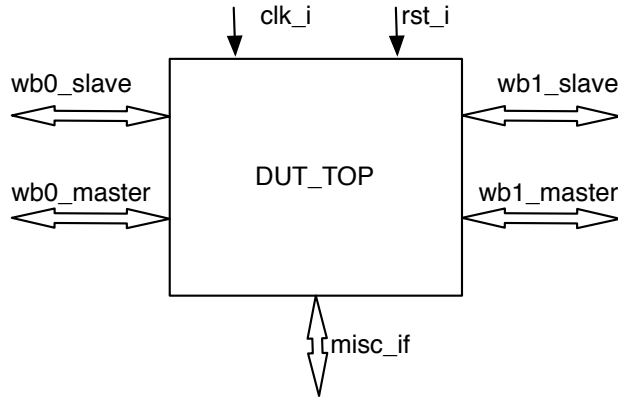 clk_i
rst_i
wb0_slave
wb1_slave
DUT_TOP
wb0_master
wb1_master
misc_if